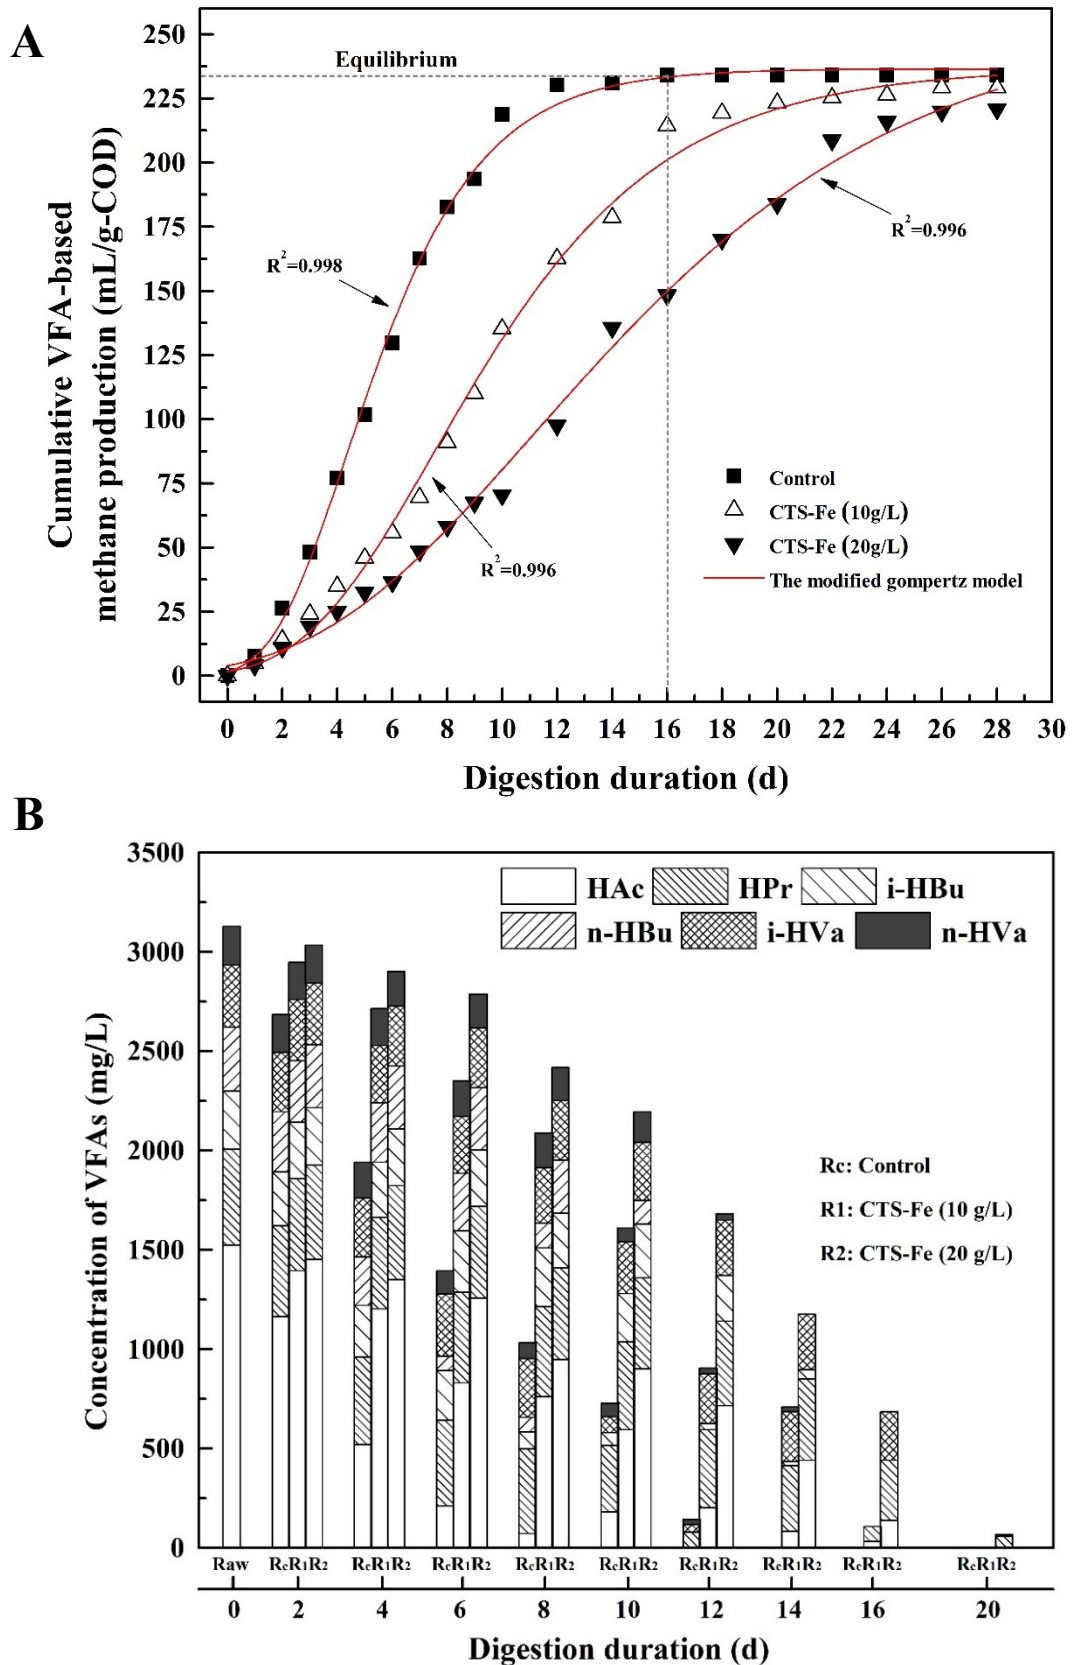 A
Equilibrium
Cumulative VFA-based
methane production (mL/g-COD)
250
225
200
175
150
125
100
75
50
25
0
R²=0.998
R²=0.996
R²=0.996
Control
CTS-Fe (10g/L)
CTS-Fe (20g/L)
The modified gompertz model
0 2 4 6 8 10 12 14 16 18 20 22 24 26 28 30
Digestion duration (d)
B
Concentration of VFAs (mg/L)
3500
3000
2500
2000
1500
1000
500
0
HAc HPr i-HBu
n-HBu i-HVa n-HVa
Rc: Control
R1: CTS-Fe (10 g/L)
R2: CTS-Fe (20 g/L)
Raw RcR1R2 RcR1R2 RcR1R2 RcR1R2 RcR1R2 RcR1R2 RcR1R2 RcR1R2 RcR1R2
0 2 4 6 8 10 12 14 16 20
Digestion duration (d)